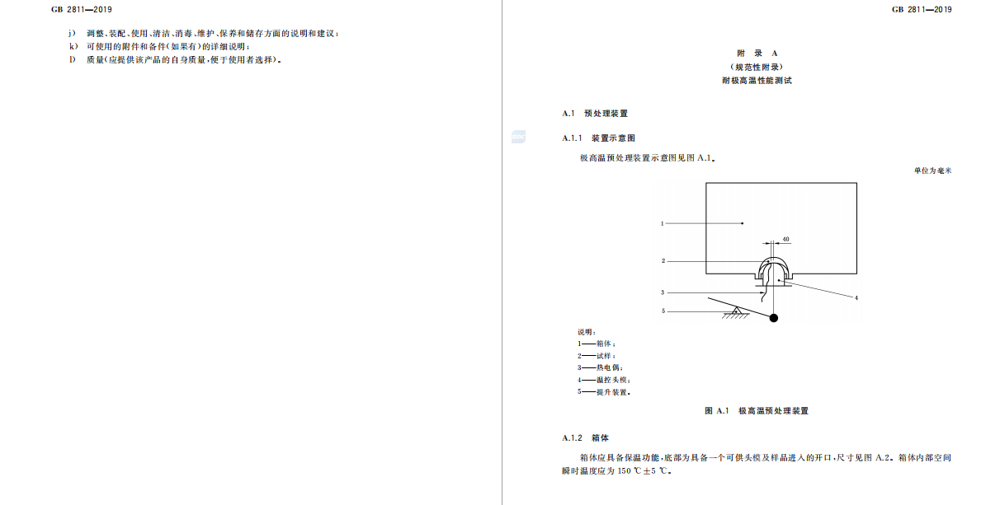 GB 2811—2019
j) 调整、装配、使用、清洁、消毒、维护、保养和储存方面的说明和建议;
k) 可使用的附件和备件(如果有)的详细说明;
l) 质量(应提供该产品的自身质量,便于使用者选择)。
GB 2811—2019
附 录 A
(规范性附录)
耐极高温性能测试
A.1 预处理装置
A.1.1 装置示意图
极高温预处理装置示意图见图 A.1。
单位为毫米
1
40
2
3
4
5
说明:
1——箱体;
2——试样;
3——热电偶;
4——温控头模;
5——提升装置。
图 A.1 极高温预处理装置
A.1.2 箱体
箱体应具备保温功能,底部为具备一个可供头模及样品进入的开口,尺寸见图 A.2。箱体内部空间
瞬时温度应为 150 ℃±5 ℃。